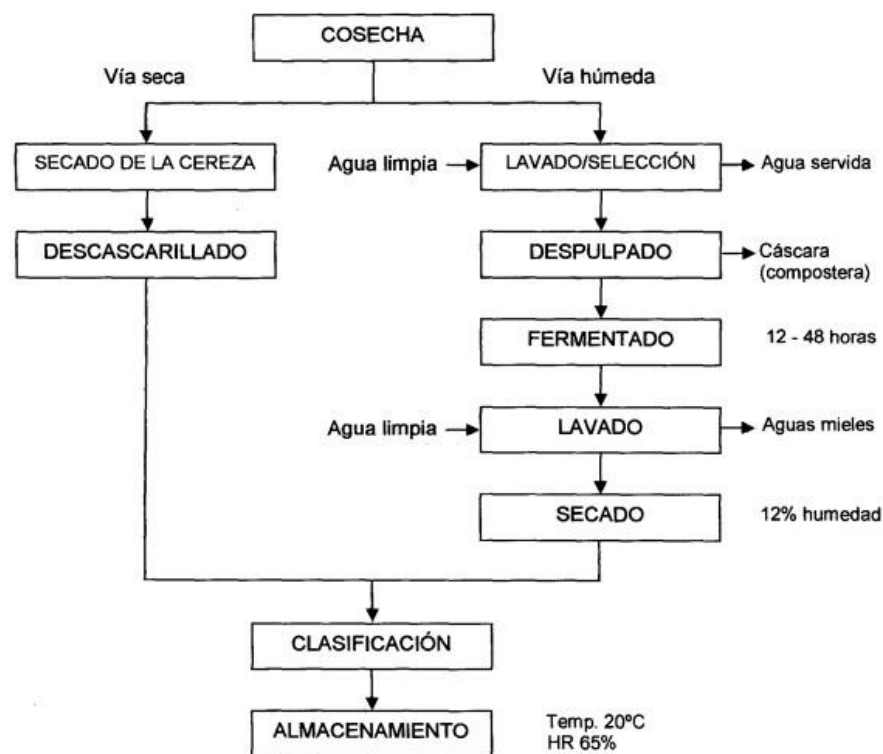 COSECHA
Vía seca
Vía húmeda
SECADO DE LA CEREZA
Agua limpia
LAVADO/SELECCIÓN
Agua servida
DESCASCARILLADO
DESPULPADO
Cáscara
(compostera)
FERMENTADO
12 - 48 horas
Agua limpia
LAVADO
Aguas mieles
SECADO
12% humedad
CLASIFICACIÓN
ALMACENAMIENTO
Temp. 20ºC
HR 65%